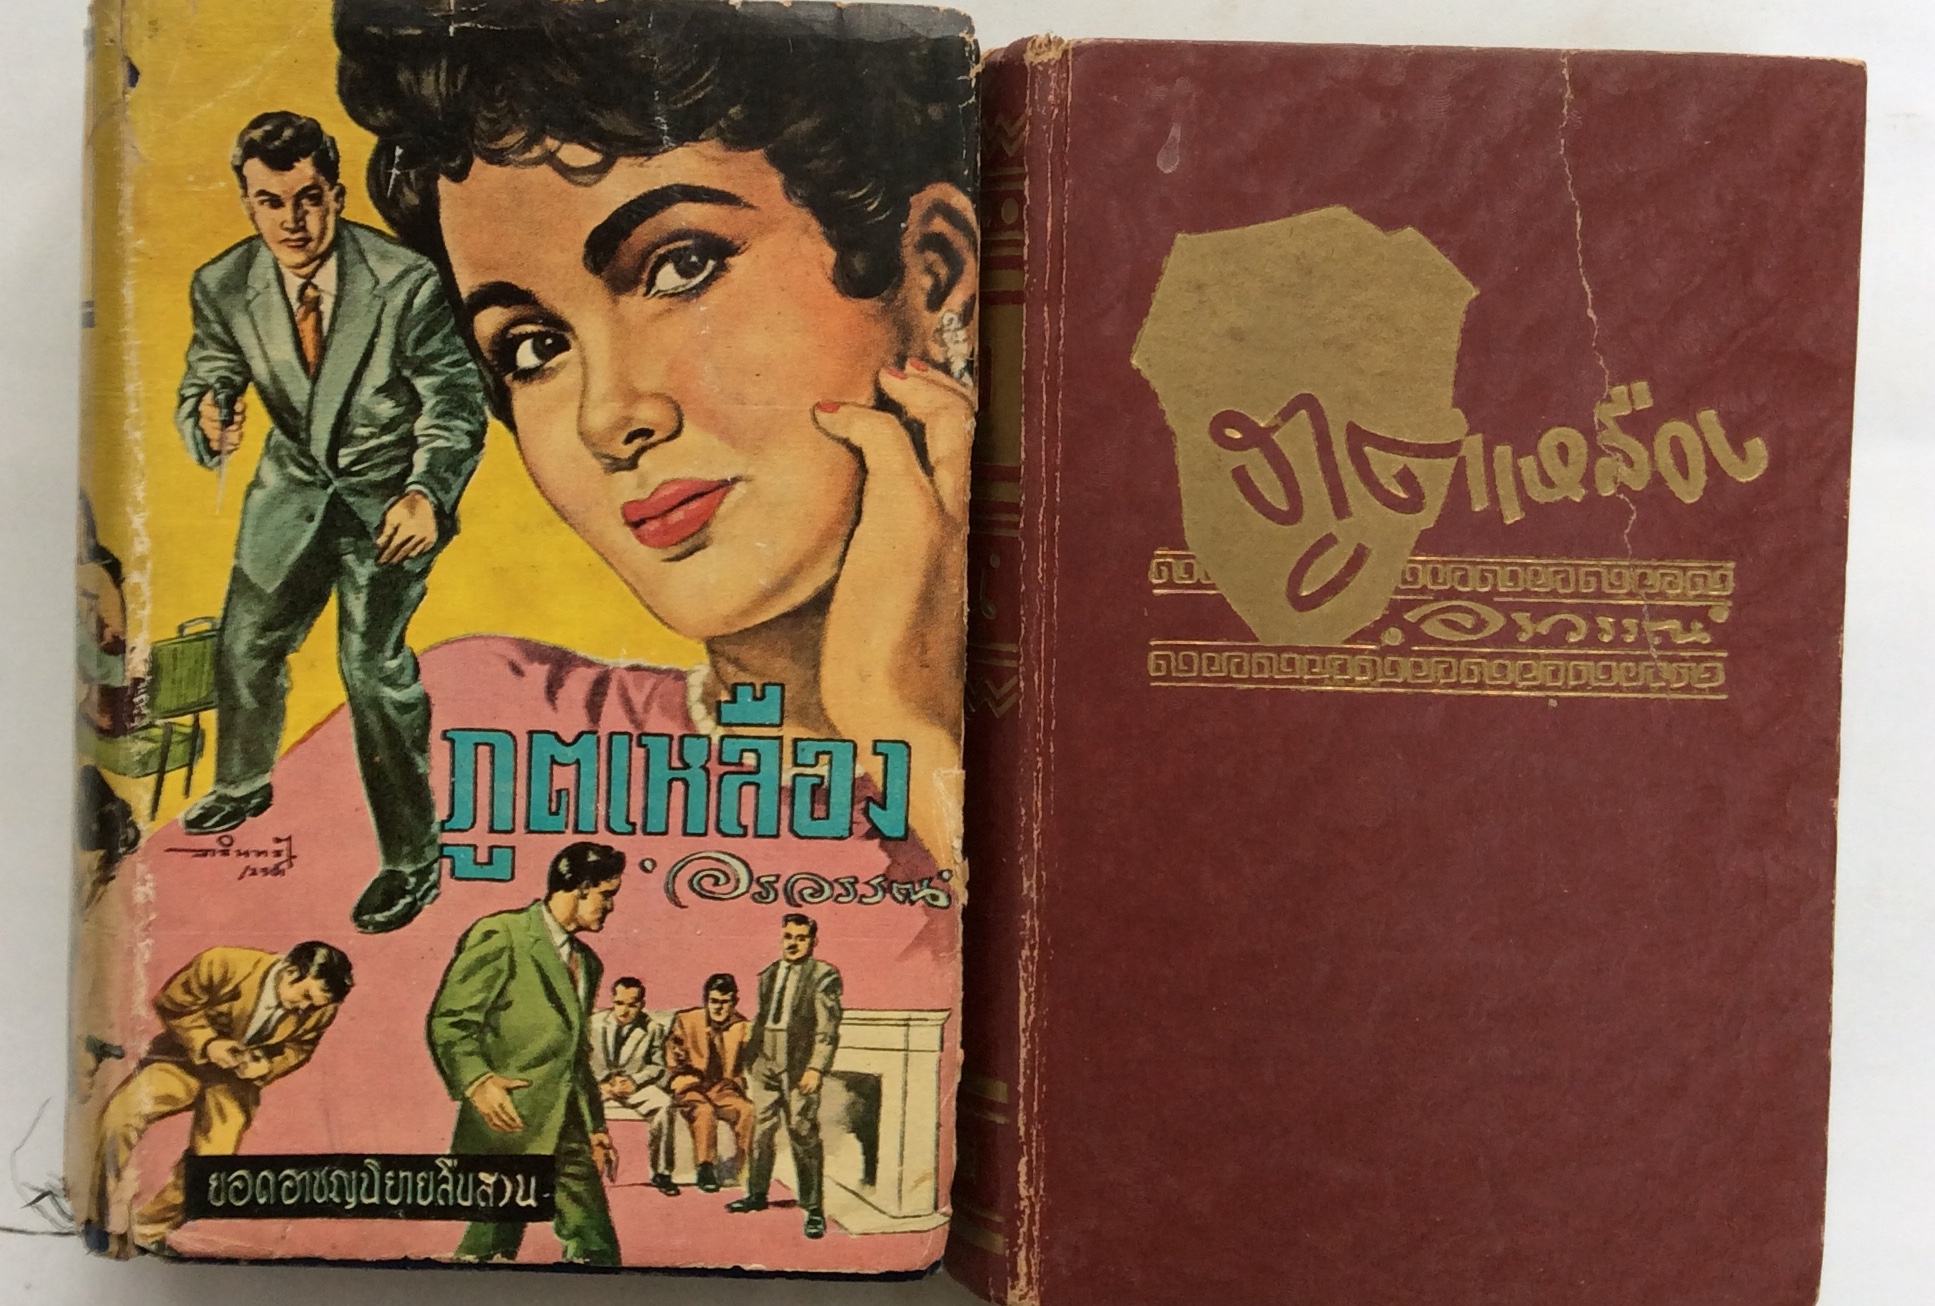 ภูตเหลือง
อรวรรณ
ยอดอาชญนิยายสืบสวน
ภูตเหลือง
อรวรรณ